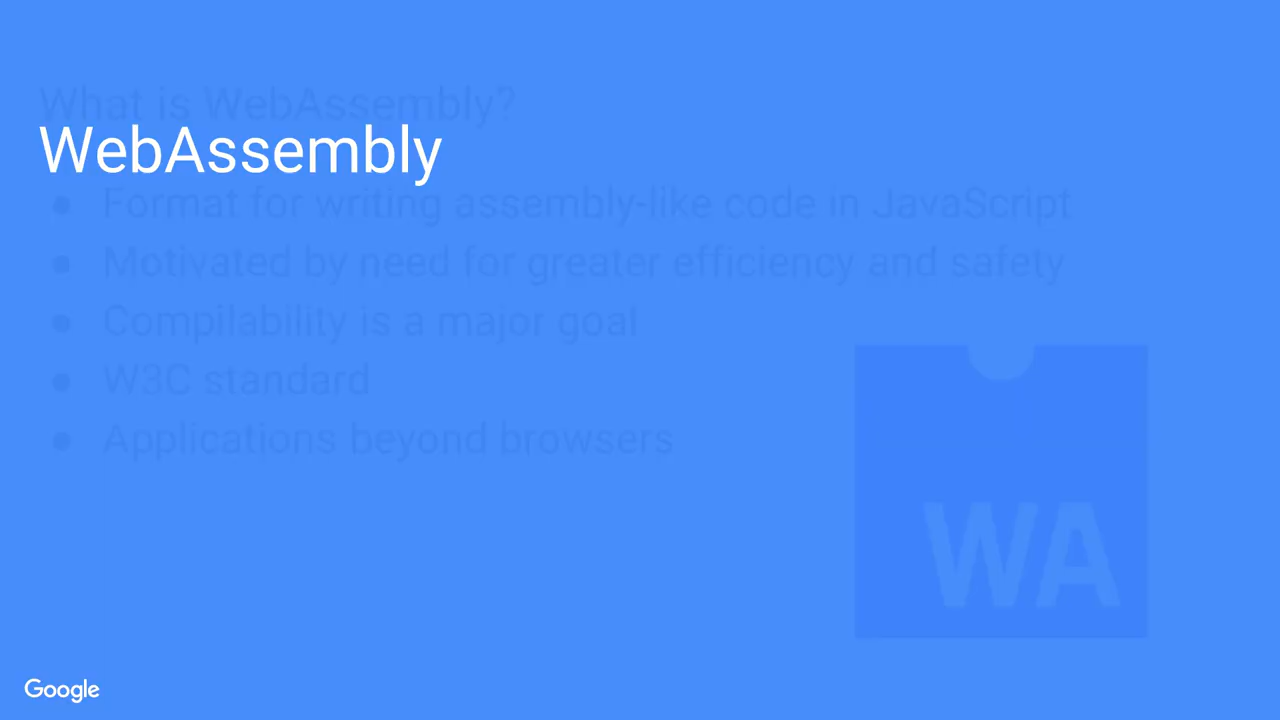 What is WebAssembly?
WebAssembly
● Format for writing assembly-like code in JavaScript
● Motivated by need for greater efficiency and safety
● Compilability is a major goal
● W3C standard
● Applications beyond browsers
WA
Google